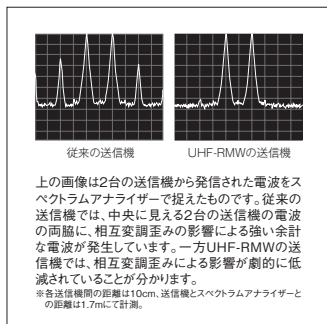 従来の送信機
UHF-RMWの送信機
上の画像は2台の送信機から発信された電波をス
ペクトラムアナライザーで捉えたものです。従来の
送信機では、中央に見える2台の送信機の電波
の両脇に、相互変調歪みの影響による強い余計
な電波が発生しています。一方UHF-RMWの送
信機では、相互変調歪みによる影響が劇的に低
減されていることが分かります。
※各送信機間の距離は10cm、送信機とスペクトラムアナライザーと
の距離は1.7mにて計測。